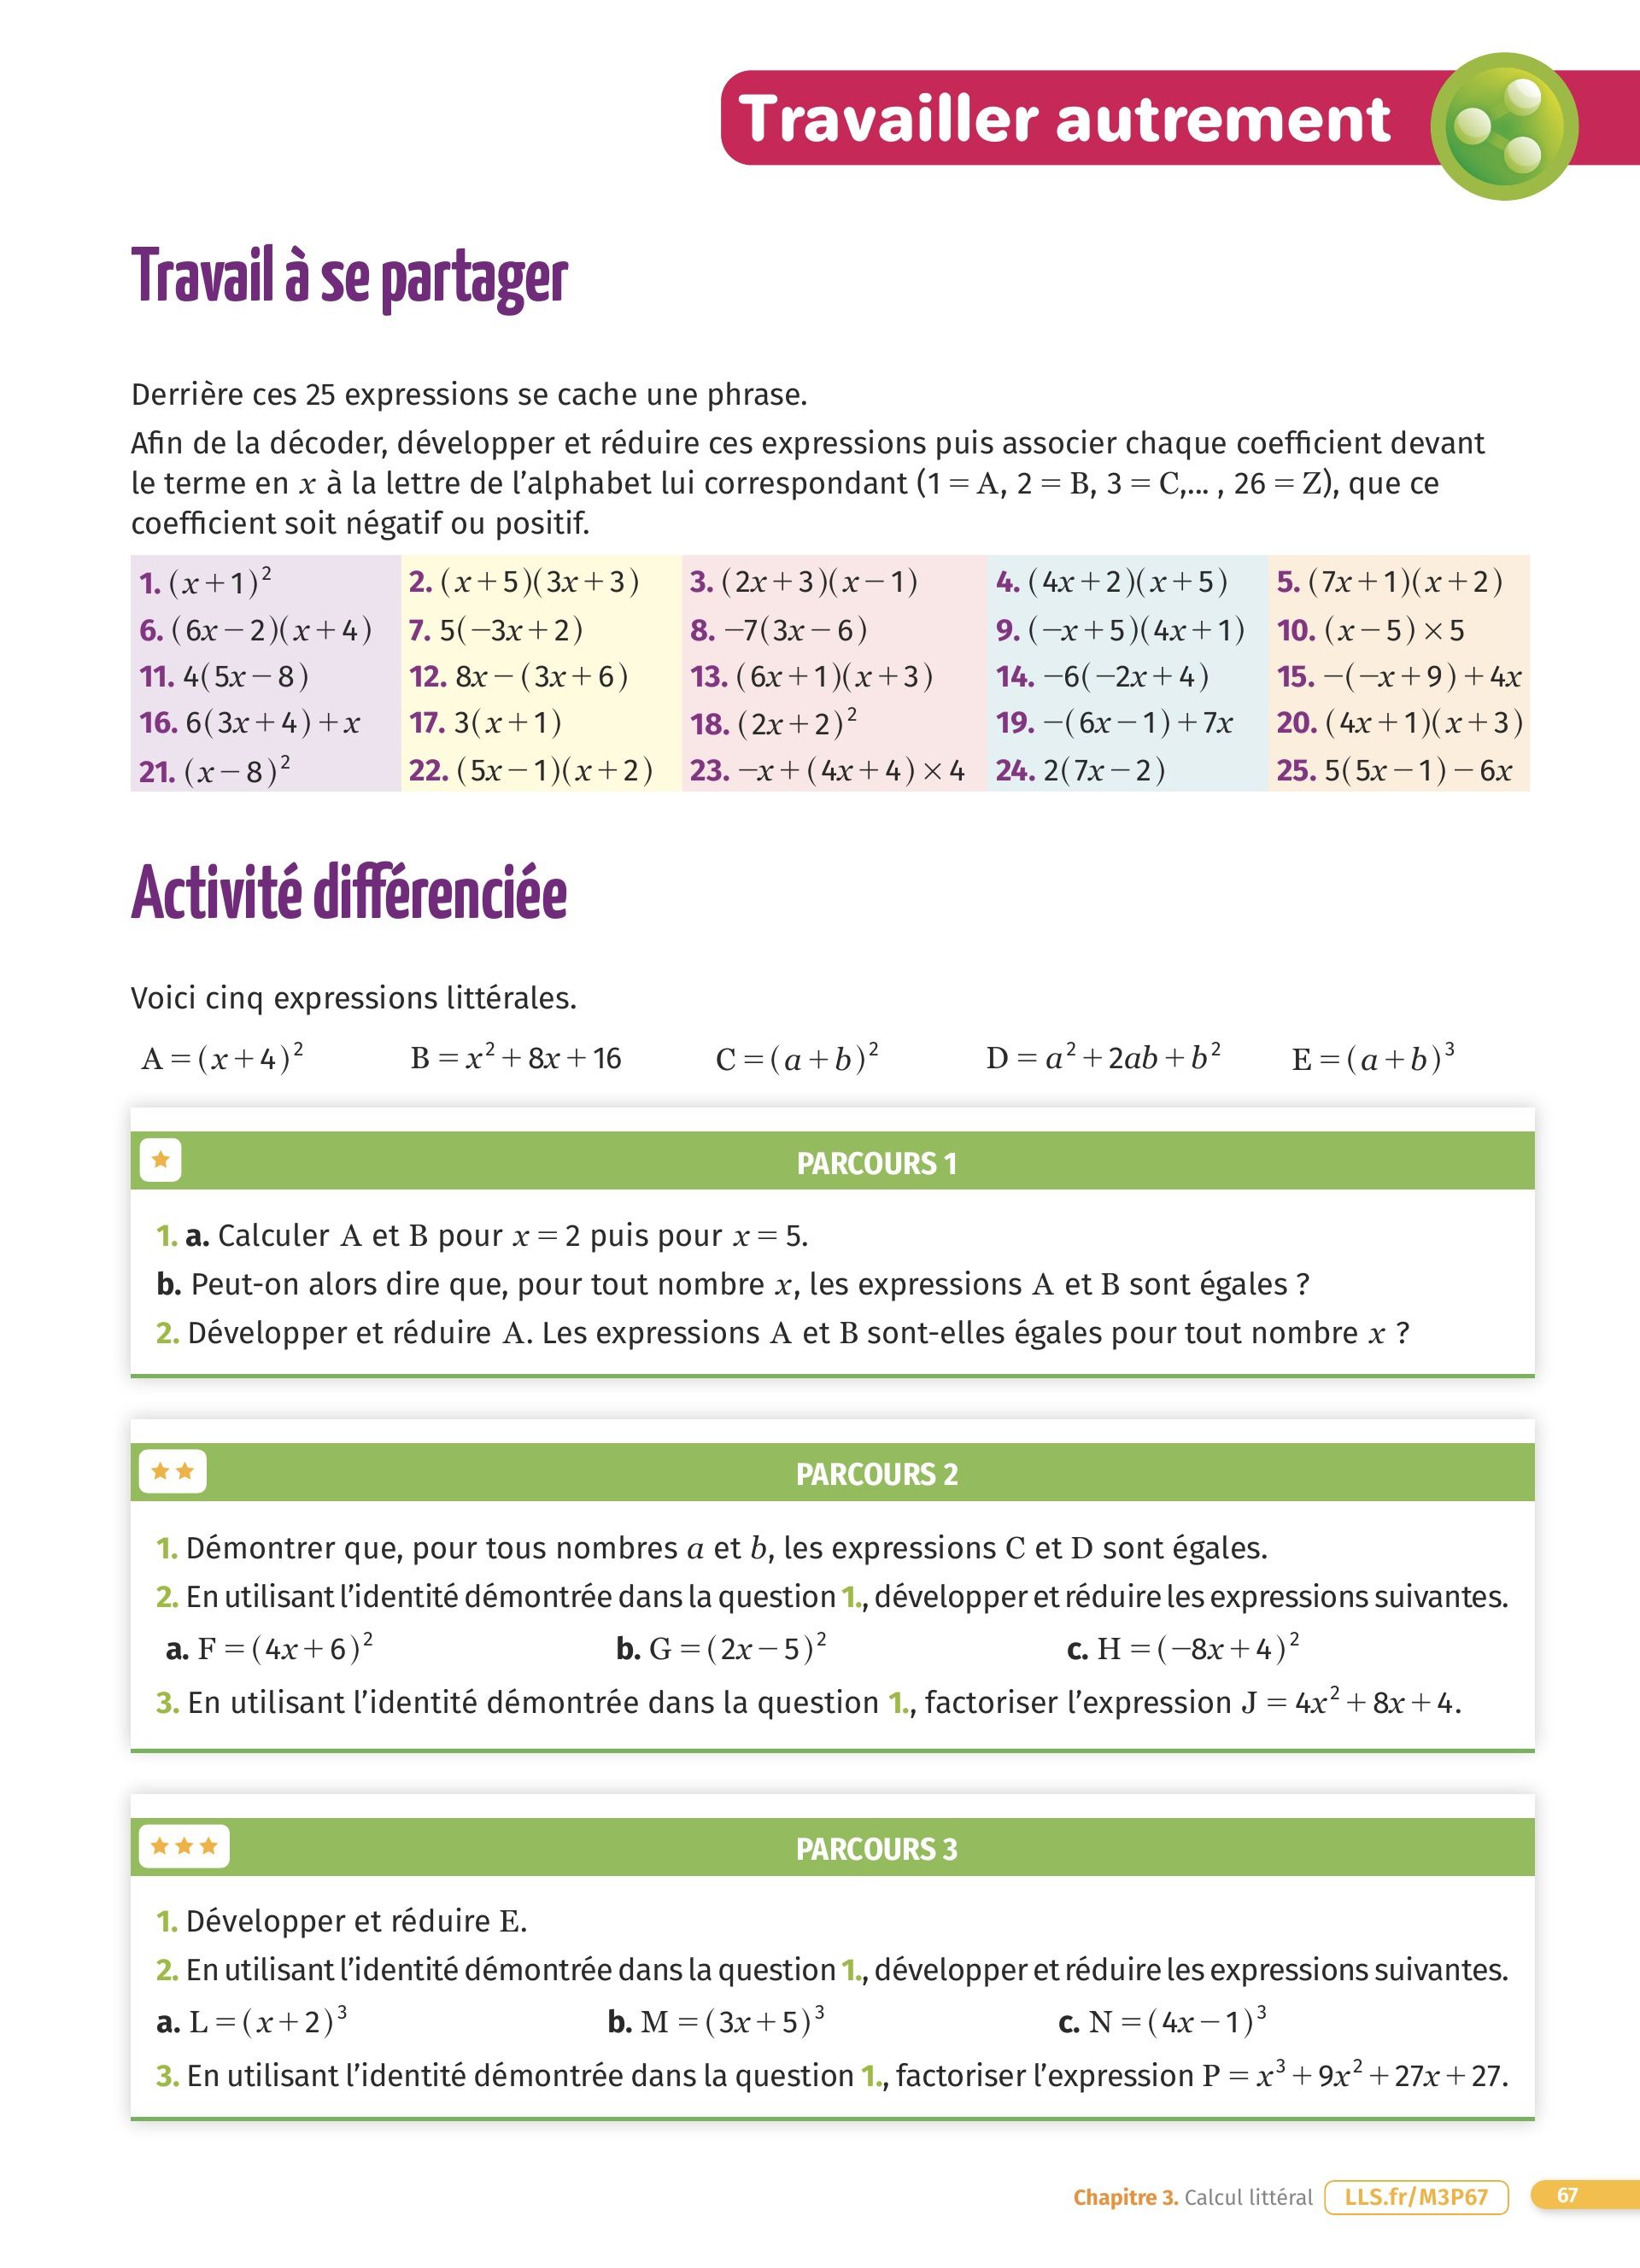 Travailler autrement
Travail à se partager
Derrière ces 25 expressions se cache une phrase.
Afin de la décoder, développer et réduire ces expressions puis associer chaque coefficient devant
le terme en x à la lettre de l’alphabet lui correspondant (1 = A, 2 = B, 3 = C,... , 26 = Z), que ce
coefficient soit négatif ou positif.
1. (x + 1)² 2. (x + 5)(3x + 3) 3. (2x + 3)(x − 1) 4. (4x + 2)(x + 5) 5. (7x + 1)(x + 2)
6. (6x − 2)(x + 4) 7. 5(−3x + 2) 8. −7(3x − 6) 9. (−x + 5)(4x + 1) 10. (x − 5) × 5
11. 4(5x − 8) 12. 8x − (3x + 6) 13. (6x + 1)(x + 3) 14. −6(−2x + 4) 15. −(−x + 9) + 4x
16. 6(3x + 4) + x 17. 3(x + 1) 18. (2x + 2)² 19. −(6x − 1) + 7x 20. (4x + 1)(x + 3)
21. (x − 8)² 22. (5x − 1)(x + 2) 23. −x + (4x + 4) × 4 24. 2(7x − 2) 25. 5(5x − 1) − 6x
Activité différenciée
Voici cinq expressions littérales.
A = (x + 4)² B = x² + 8x + 16 C = (a + b)² D = a² + 2ab + b² E = (a + b)³
PARCOURS 1
1. a. Calculer A et B pour x = 2 puis pour x = 5.
b. Peut-on alors dire que, pour tout nombre x, les expressions A et B sont égales ?
2. Développer et réduire A. Les expressions A et B sont-elles égales pour tout nombre x ?
PARCOURS 2
1. Démontrer que, pour tous nombres a et b, les expressions C et D sont égales.
2. En utilisant l’identité démontrée dans la question 1., développer et réduire les expressions suivantes.
a. F = (4x + 6)² b. G = (2x − 5)² c. H = (−8x + 4)²
3. En utilisant l’identité démontrée dans la question 1., factoriser l’expression J = 4x² + 8x + 4.
PARCOURS 3
1. Développer et réduire E.
2. En utilisant l’identité démontrée dans la question 1., développer et réduire les expressions suivantes.
a. L = (x + 2)³ b. M = (3x + 5)³ c. N = (4x − 1)³
3. En utilisant l’identité démontrée dans la question 1., factoriser l’expression P = x³ + 9x² + 27x + 27.
Chapitre 3. Calcul littéral LLS.fr/M3P67 67